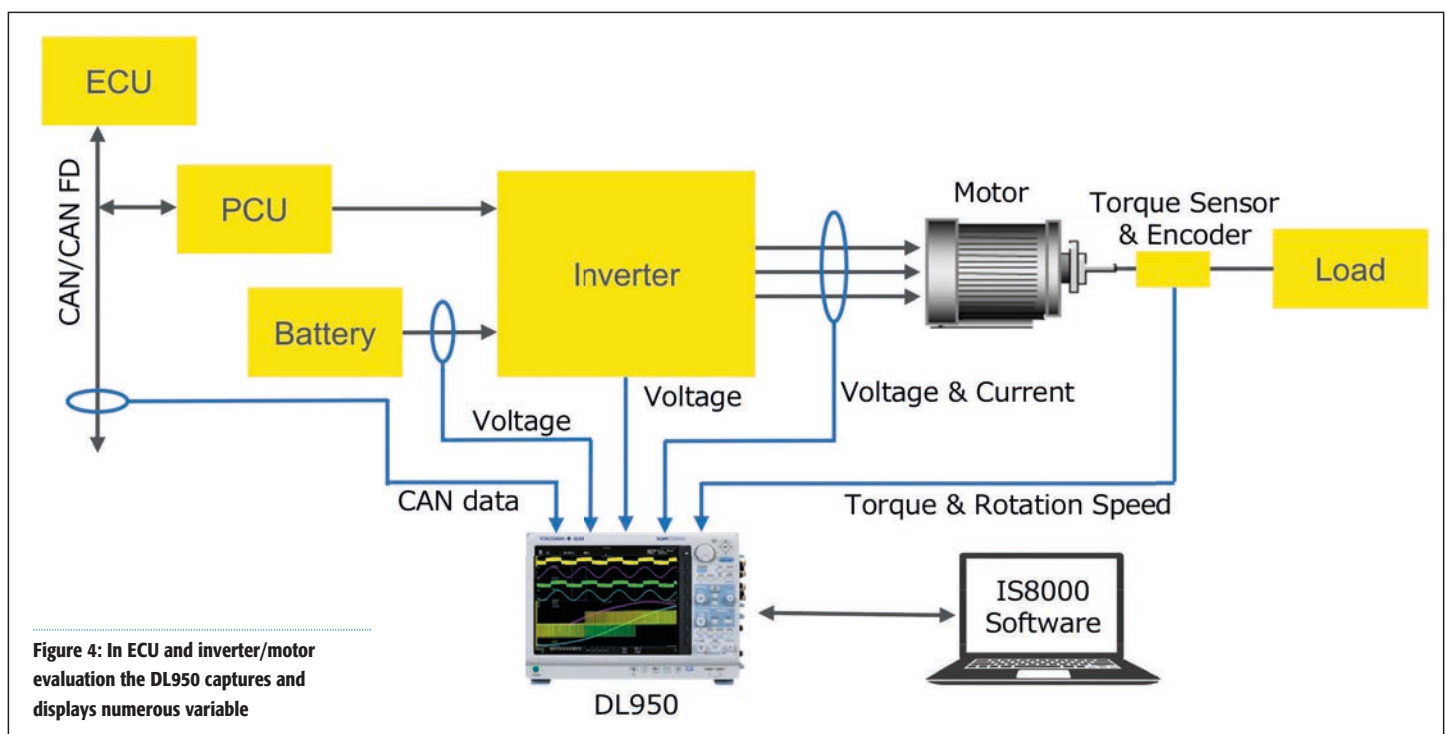 ECU
CAN/CAN FD
PCU
Battery
Inverter
Motor
Torque Sensor
& Encoder
Load
Voltage
Voltage
Voltage & Current
CAN data
Torque & Rotation Speed
YOKOGAWA
IS8000
Software
DL950
Figure 4: In ECU and inverter/motor
evaluation the DL950 captures and
displays numerous variable